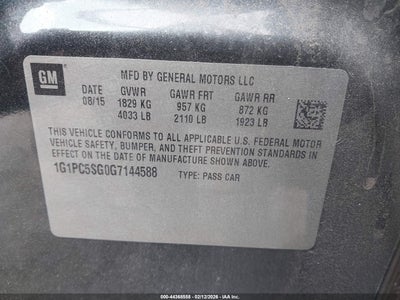 GM
MFD BY GENERAL MOTORS LLC
DATE GVWR GAWR FRT GAWR RR
08/15 1829 KG 957 KG 872 KG
4033 LB 2110 LB 1923 LB
THIS VEHICLE CONFORMS TO ALL APPLICABLE U.S. FEDERAL MOTOR
VEHICLE SAFETY, BUMPER, AND THEFT PREVENTION STANDARDS IN
EFFECT ON THE DATE OF MANUFACTURE SHOWN ABOVE.
1G1PC5SG0G7144588 TYPE: PASS CAR
000-44368588 - 02/12/2026 - IAA Inc.